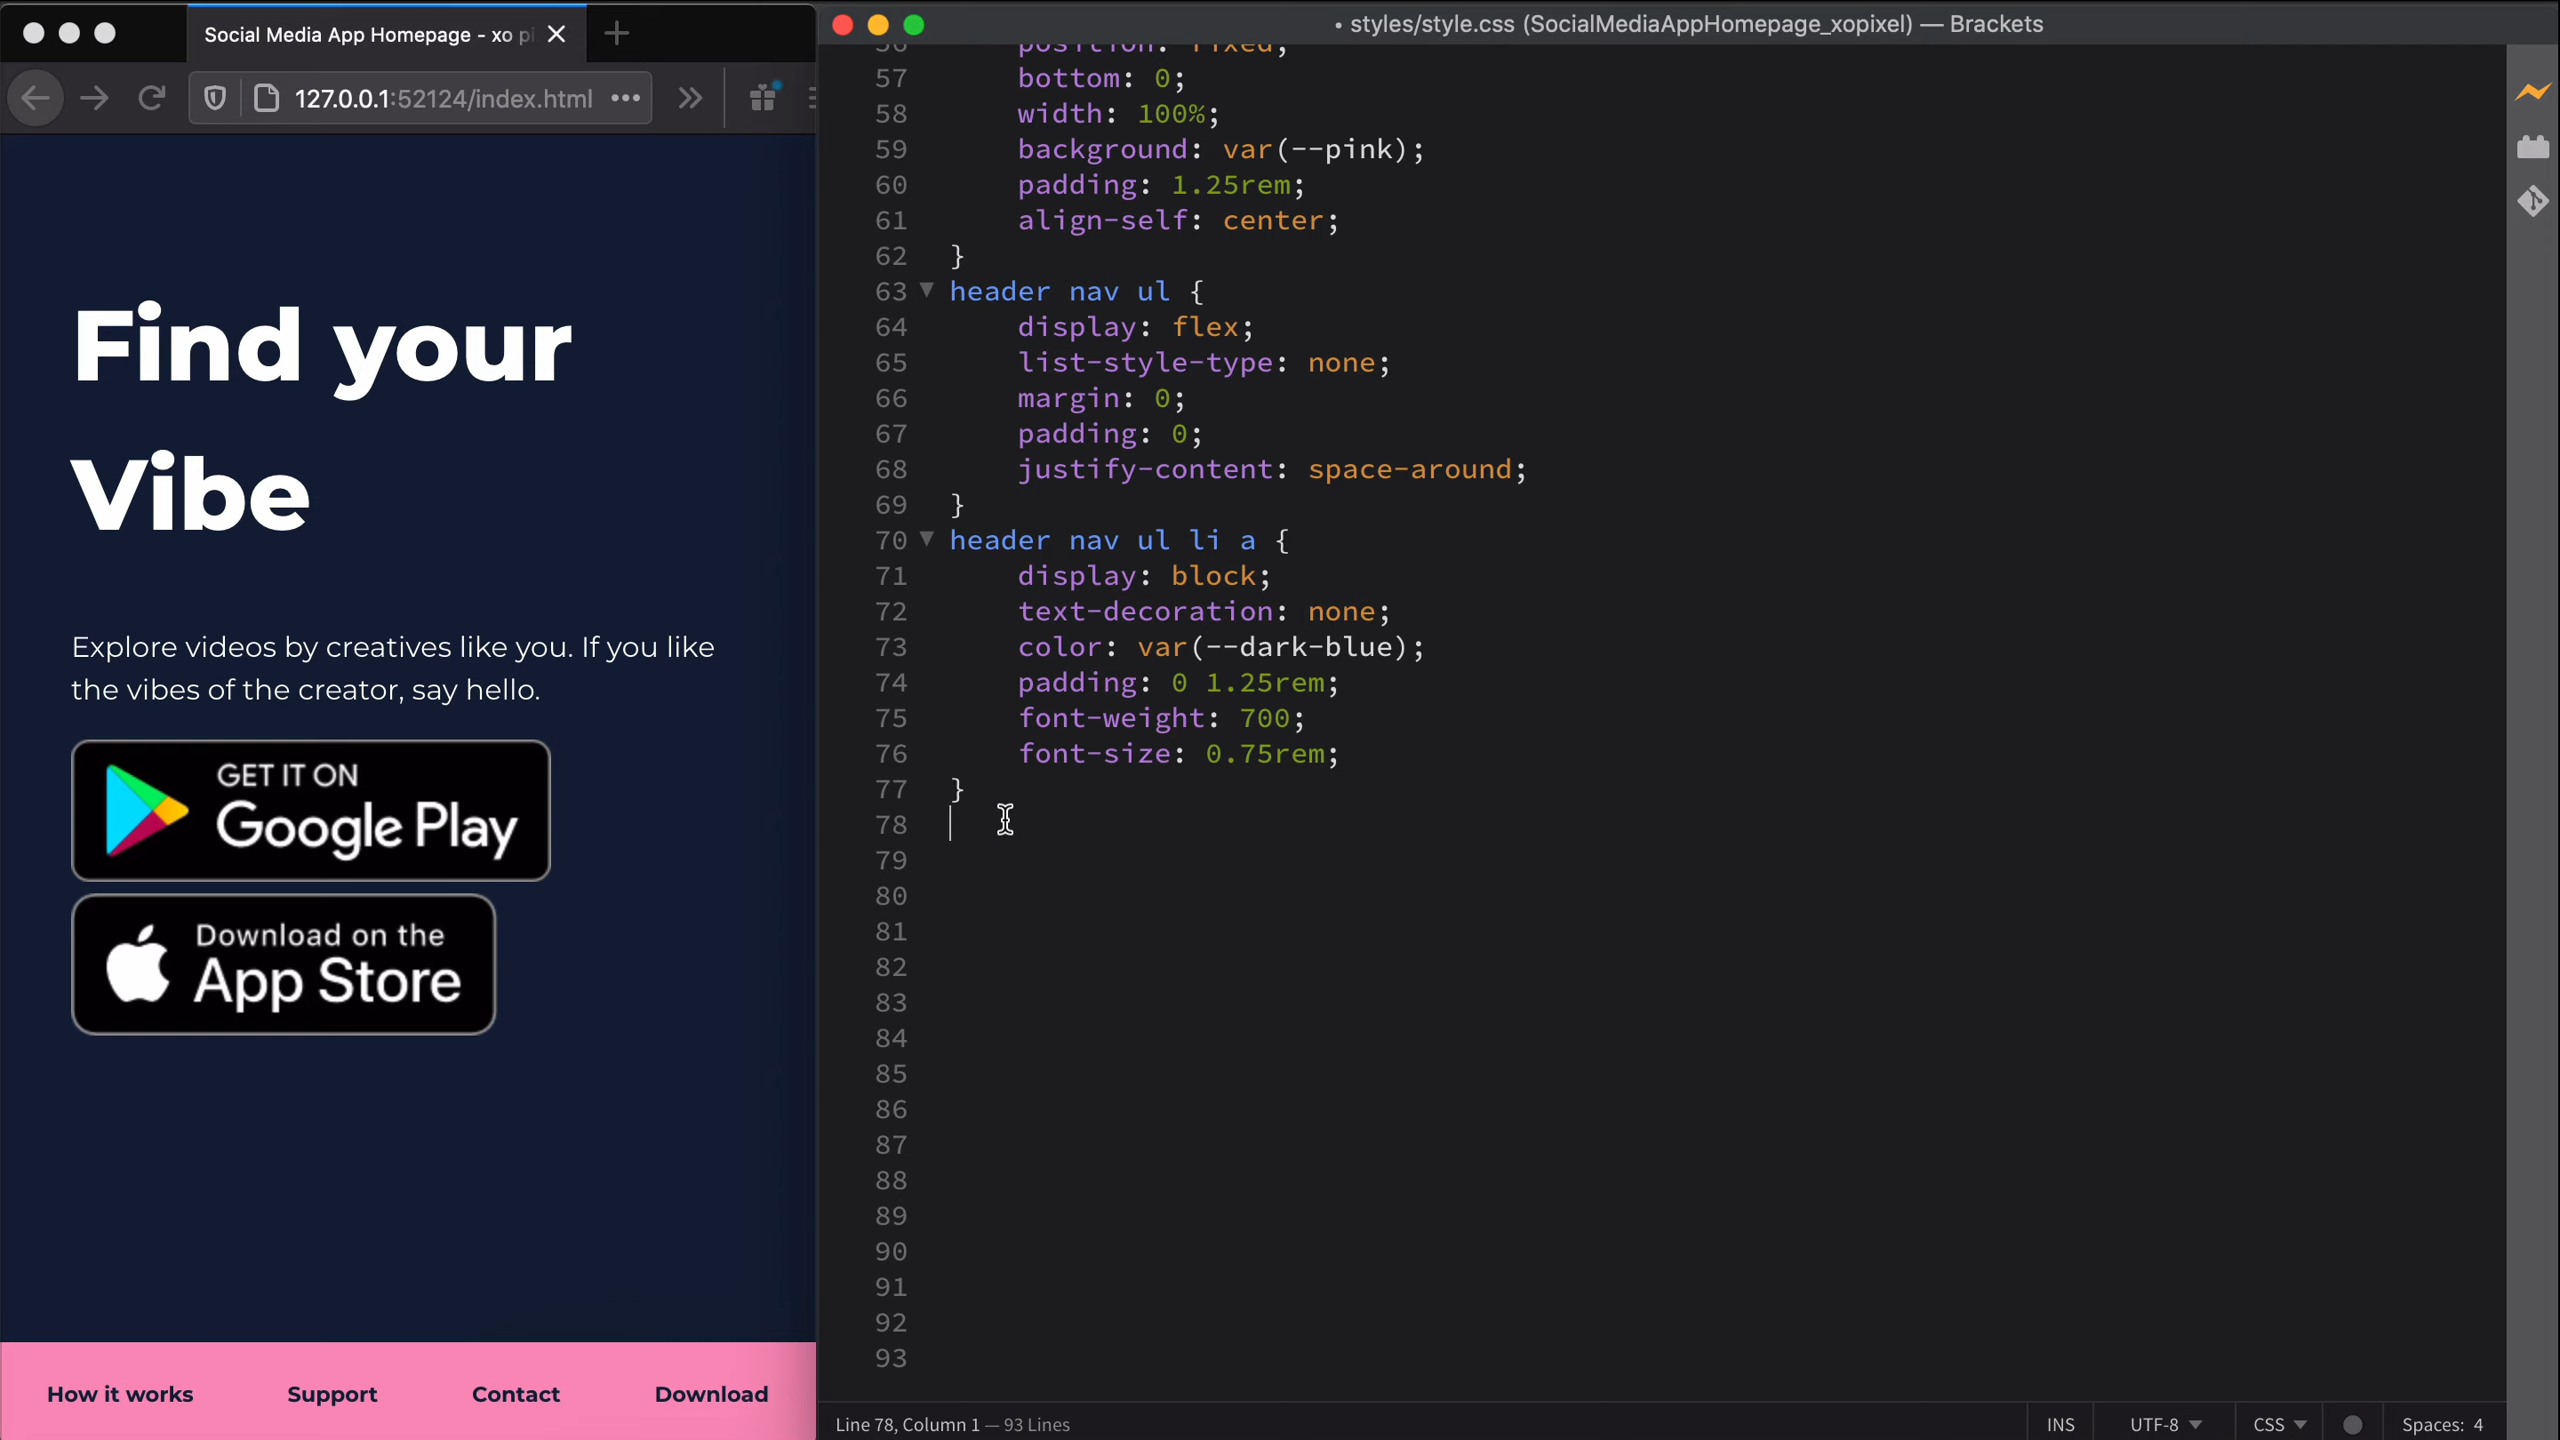 Social Media App Homepage - xo pi
127.0.0.1:52124/index.html
Find your
Vibe
Explore videos by creatives like you. If you like
the vibes of the creator, say hello.
GET IT ON
Google Play
Download on the
App Store
How it works
Support
Contact
Download
• styles/style.css (SocialMediaAppHomepage_xopixel) — Brackets
56 position: fixed;
57 bottom: 0;
58 width: 100%;
59 background: var(--pink);
60 padding: 1.25rem;
61 align-self: center;
62 }
63 header nav ul {
64 display: flex;
65 list-style-type: none;
66 margin: 0;
67 padding: 0;
68 justify-content: space-around;
69 }
70 header nav ul li a {
71 display: block;
72 text-decoration: none;
73 color: var(--dark-blue);
74 padding: 0 1.25rem;
75 font-weight: 700;
76 font-size: 0.75rem;
77 }
78
79
80
81
82
83
84
85
86
87
88
89
90
91
92
93
Line 78, Column 1 — 93 Lines
INS
UTF-8
CSS
Spaces: 4